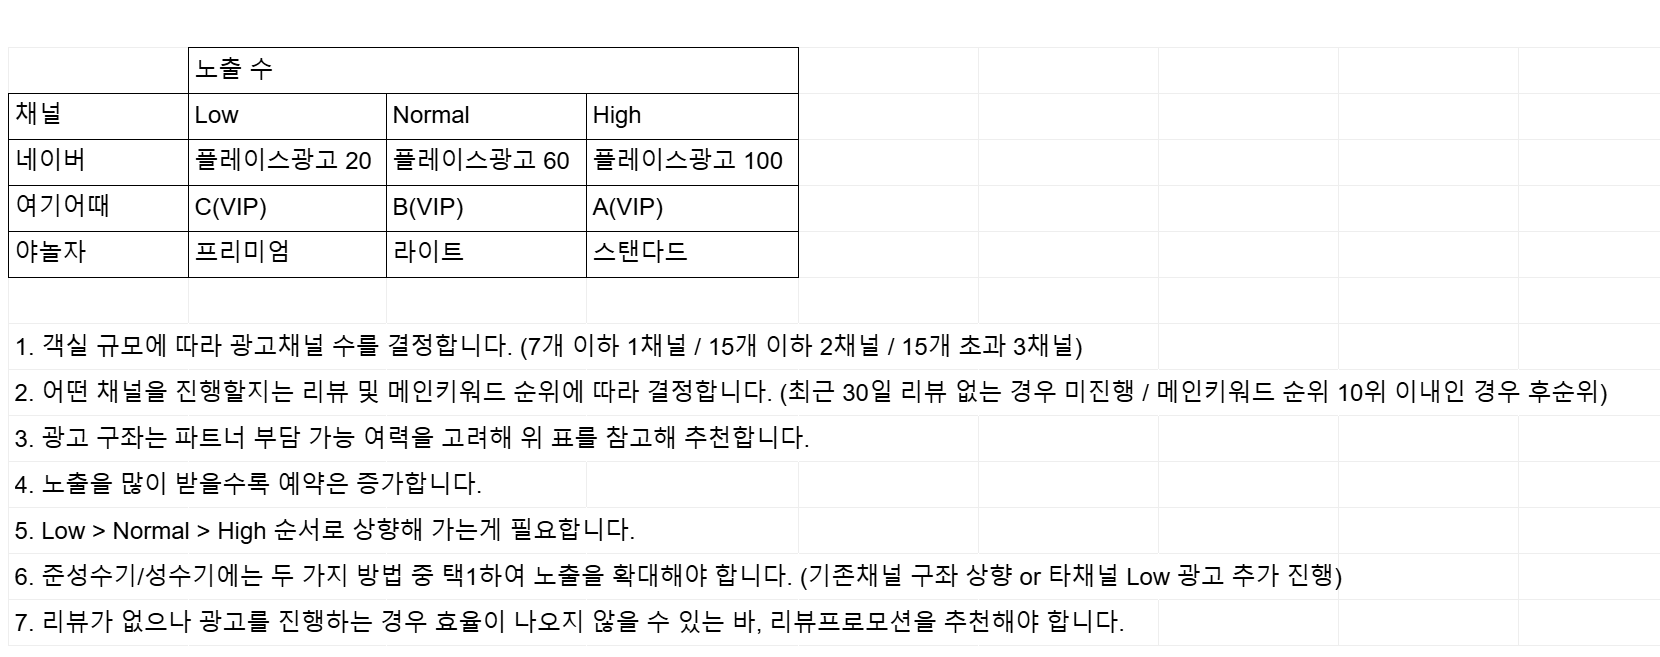 노출 수
채널 Low Normal High
네이버 플레이스광고 20 플레이스광고 60 플레이스광고 100
여기어때 C(VIP) B(VIP) A(VIP)
야놀자 프리미엄 라이트 스탠다드
1. 객실 규모에 따라 광고채널 수를 결정합니다. (7개 이하 1채널 / 15개 이하 2채널 / 15개 초과 3채널)
2. 어떤 채널을 진행할지는 리뷰 및 메인키워드 순위에 따라 결정합니다. (최근 30일 리뷰 없는 경우 미진행 / 메인키워드 순위 10위 이내인 경우 후순위)
3. 광고 구좌는 파트너 부담 가능 여력을 고려해 위 표를 참고해 추천합니다.
4. 노출을 많이 받을수록 예약은 증가합니다.
5. Low > Normal > High 순서로 상향해 가는게 필요합니다.
6. 준성수기/성수기에는 두 가지 방법 중 택1하여 노출을 확대해야 합니다. (기존채널 구좌 상향 or 타채널 Low 광고 추가 진행)
7. 리뷰가 없으나 광고를 진행하는 경우 효율이 나오지 않을 수 있는 바, 리뷰프로모션을 추천해야 합니다.